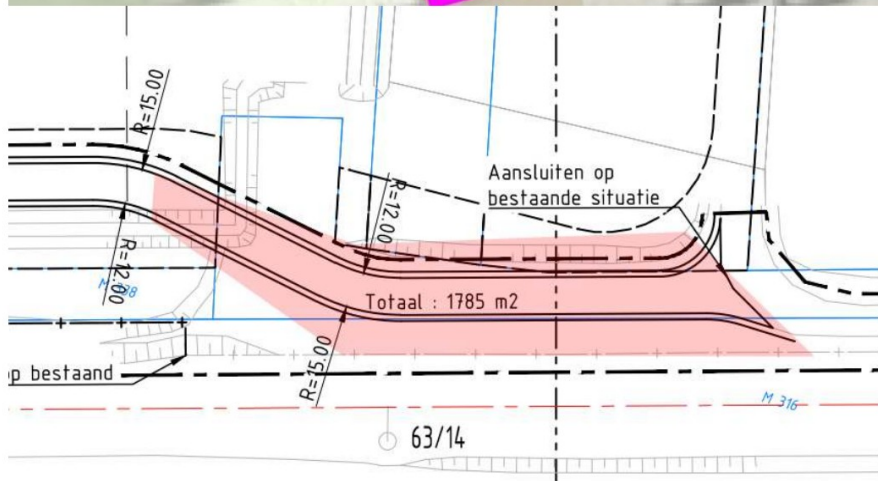 R=15.00
Aansluiten op
bestaande situatie
R=12.00
R=12.00
Totaal : 1785 m2
op bestaand
R=15.00
M 316
63/14